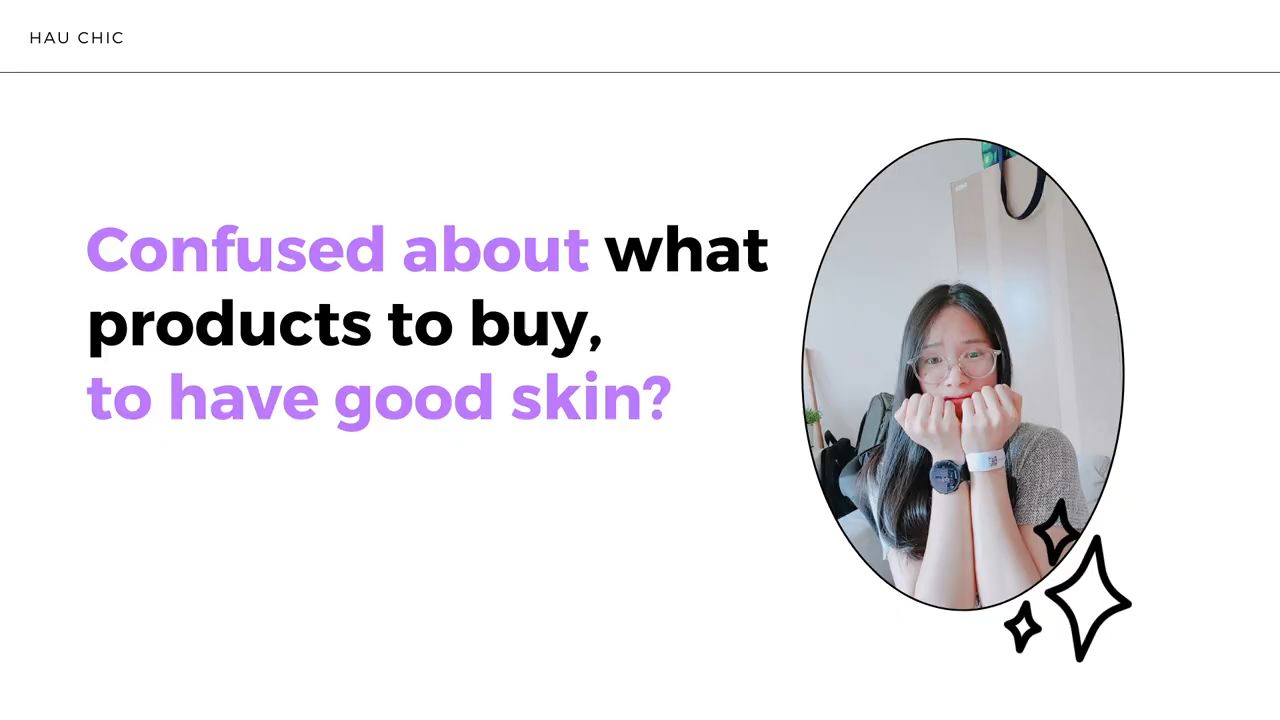 HAU CHIC
Confused about what
products to buy,
to have good skin?